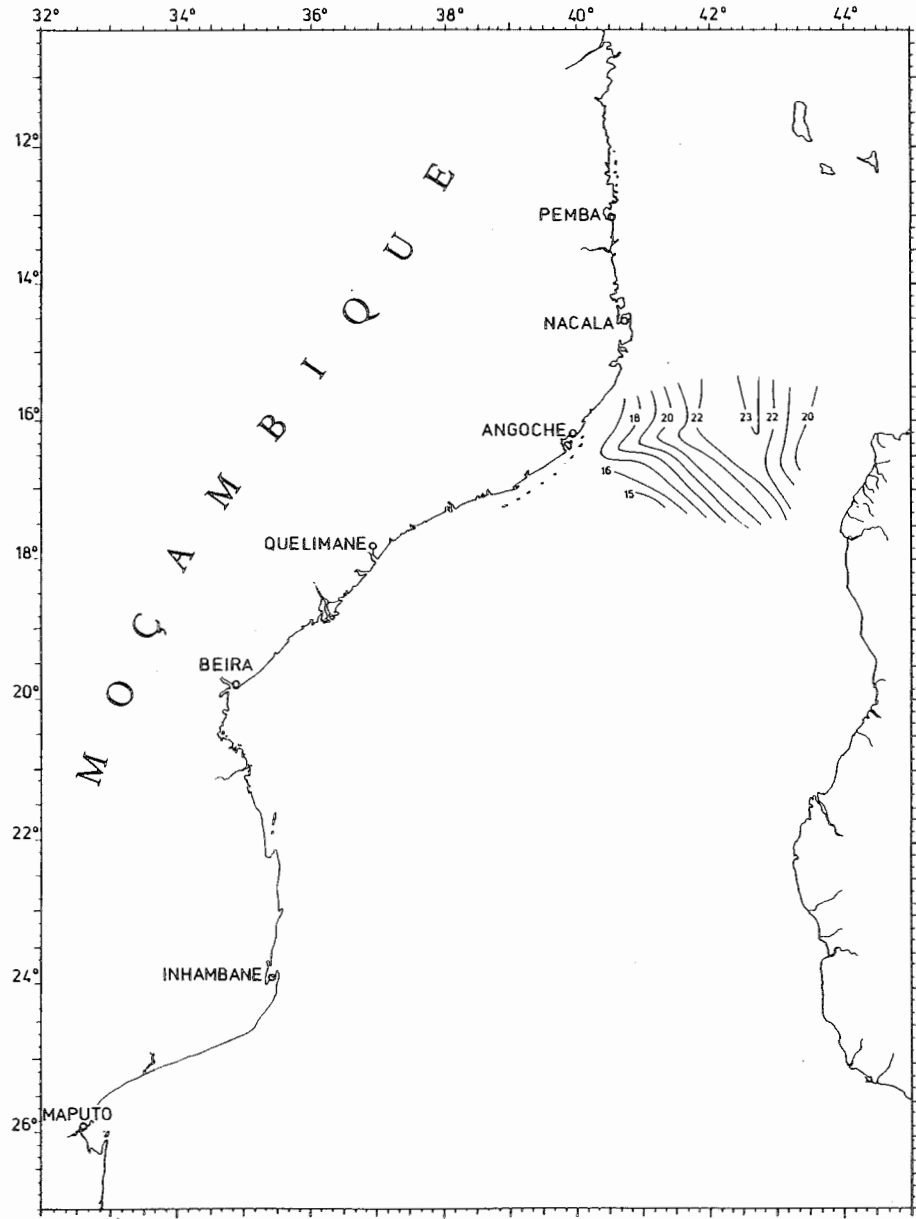 32° 34° 36° 38° 40° 42° 44°
12°
PEMBA
14°
NACALA
16°
18 20 22 23 22 20
ANGOCHE
16
15
QUELIMANE
18°
BEIRA
20°
22°
INHAMBANE
24°
MAPUTO
26°
MOÇAMBIQUE